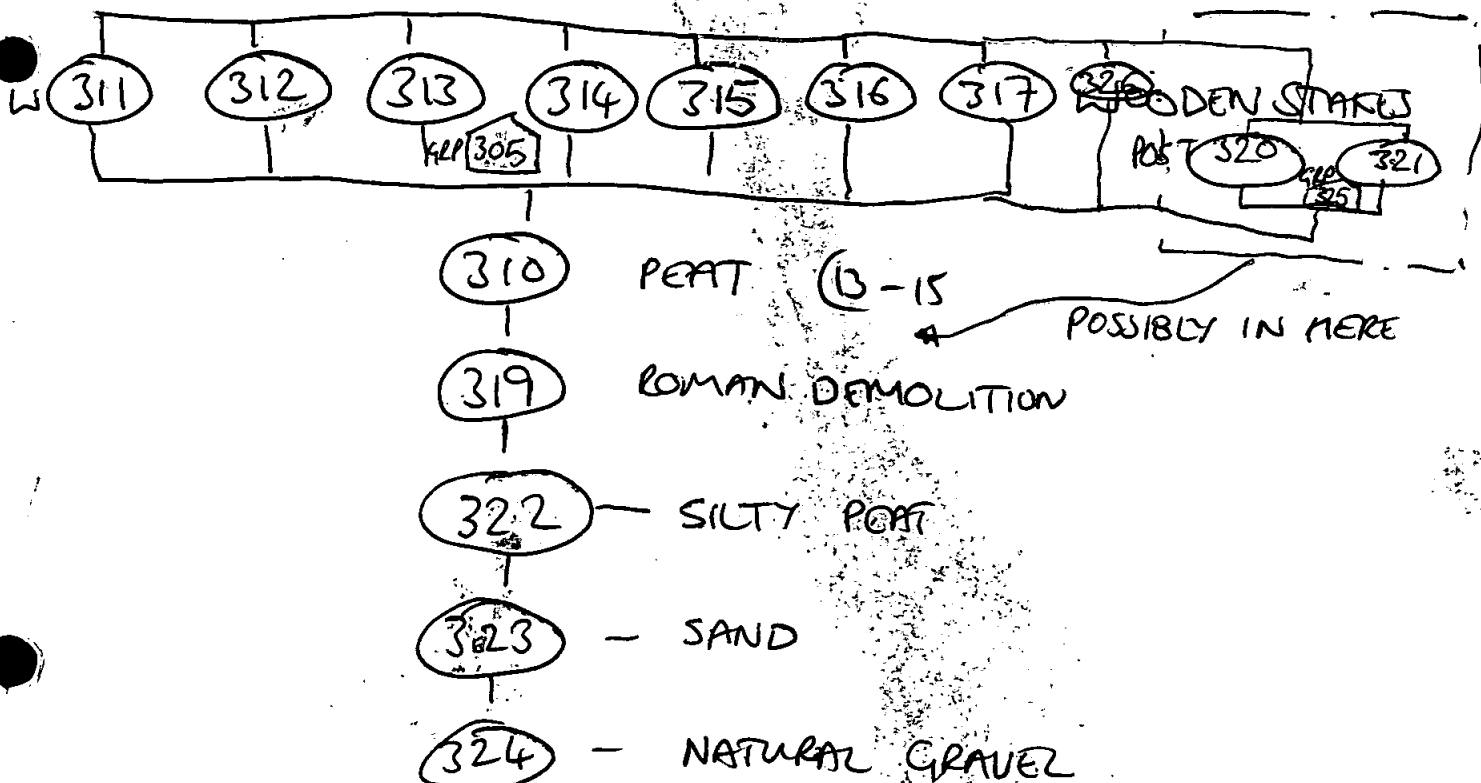 W 311 312 313 314 315 316 317 326 WOODEN STAKES
GRP 305 POST 320 GRP 325 321
310 PEAT (13-15
POSSIBLY IN HERE
319 ROMAN DEMOLITION
322 - SILTY PEAT
323 - SAND
324 - NATURAL GRAVEL